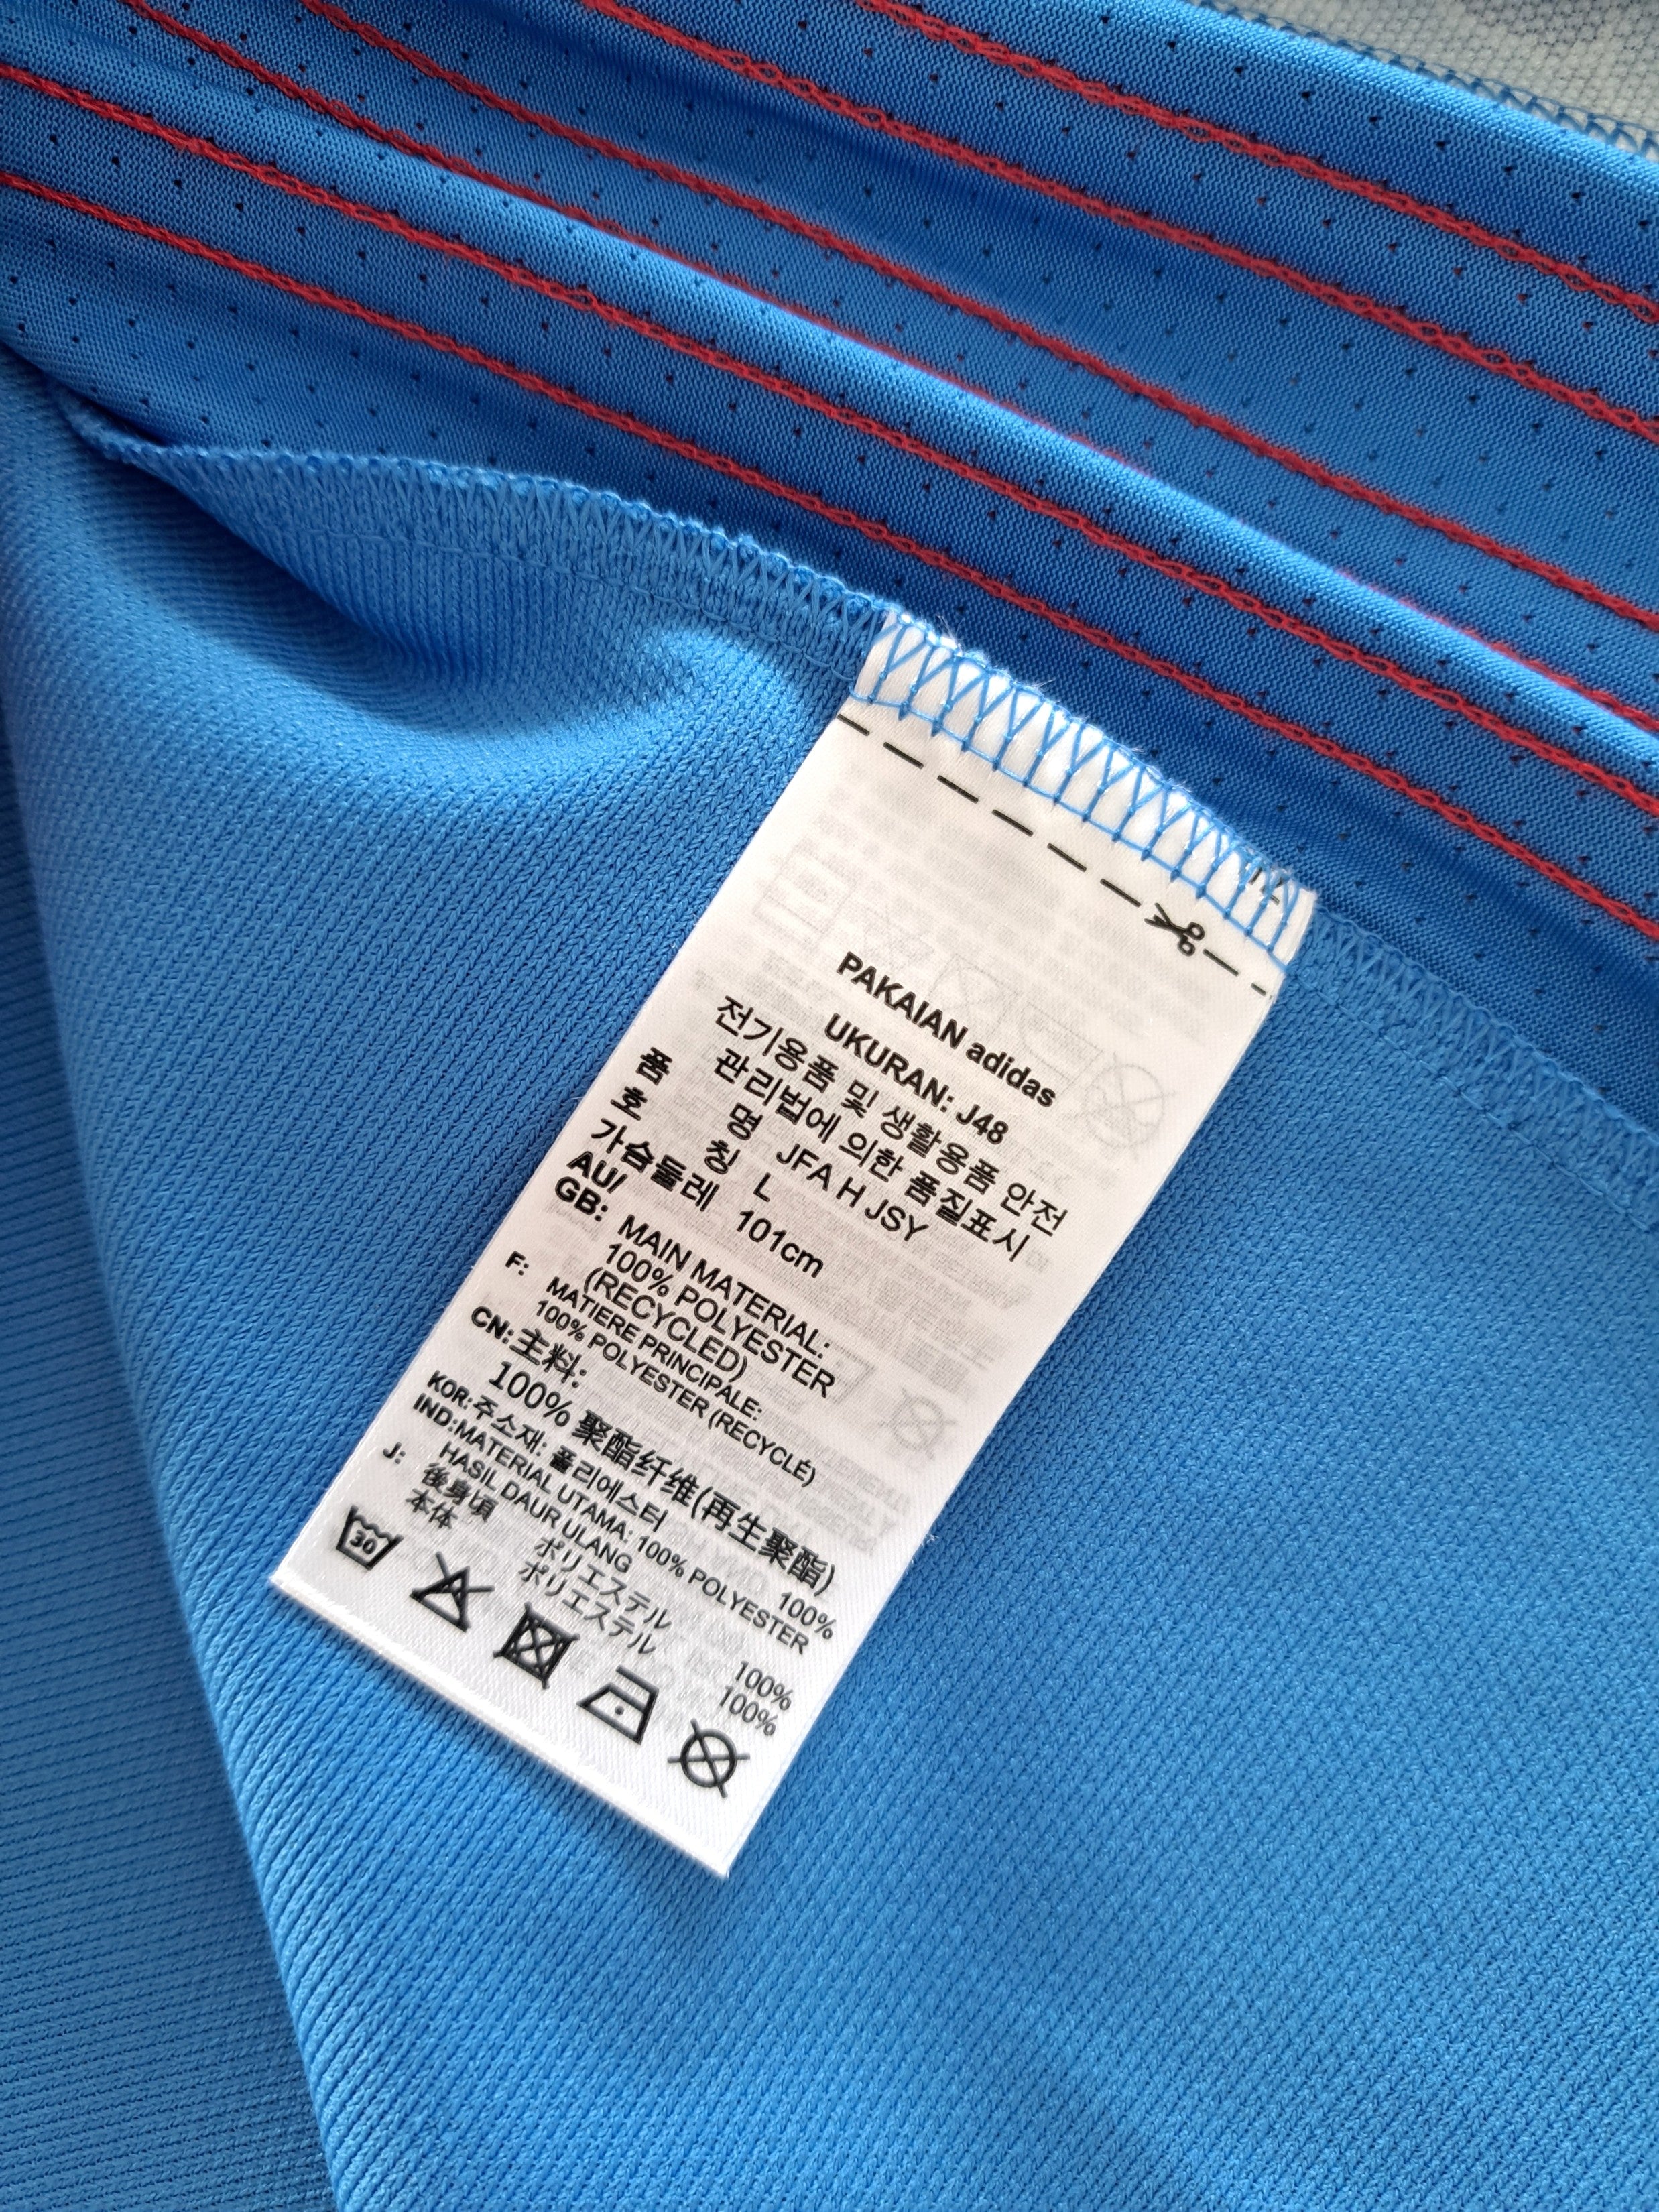 PAKAIAN adidas
UKURAN: J48
전기용품 및 생활용품 안전
관리법에 의한 품질표시
품 명 JFA H JSY
호 칭 L
가슴둘레 101cm
AU/
GB: MAIN MATERIAL:
100% POLYESTER
(RECYCLED)
F: MATIERE PRINCIPALE:
100% POLYESTER (RECYCLÉ)
CN: 主料:
100% 聚酯纤维(再生聚酯)
KOR: 주소재: 폴리에스터 100%
IND:MATERIAL UTAMA: 100% POLYESTER
HASIL DAUR ULANG
J: 後身頃 ポリエステル 100%
本体 ポリエステル 100%
30